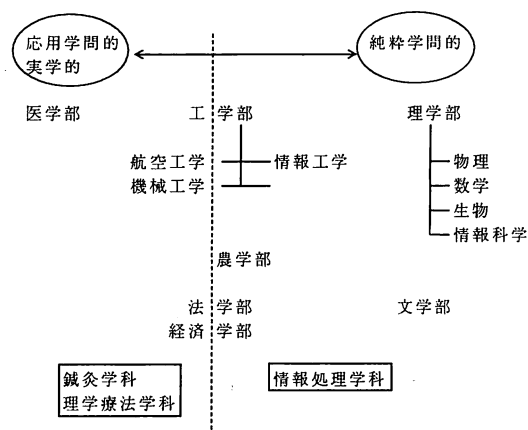 応用学問的
実学的
純粋学問的
医学部
工学部
理学部
航空工学
情報工学
機械工学
物理
数学
生物
情報科学
農学部
法学部
文学部
経済学部
鍼灸学科
理学療法学科
情報処理学科